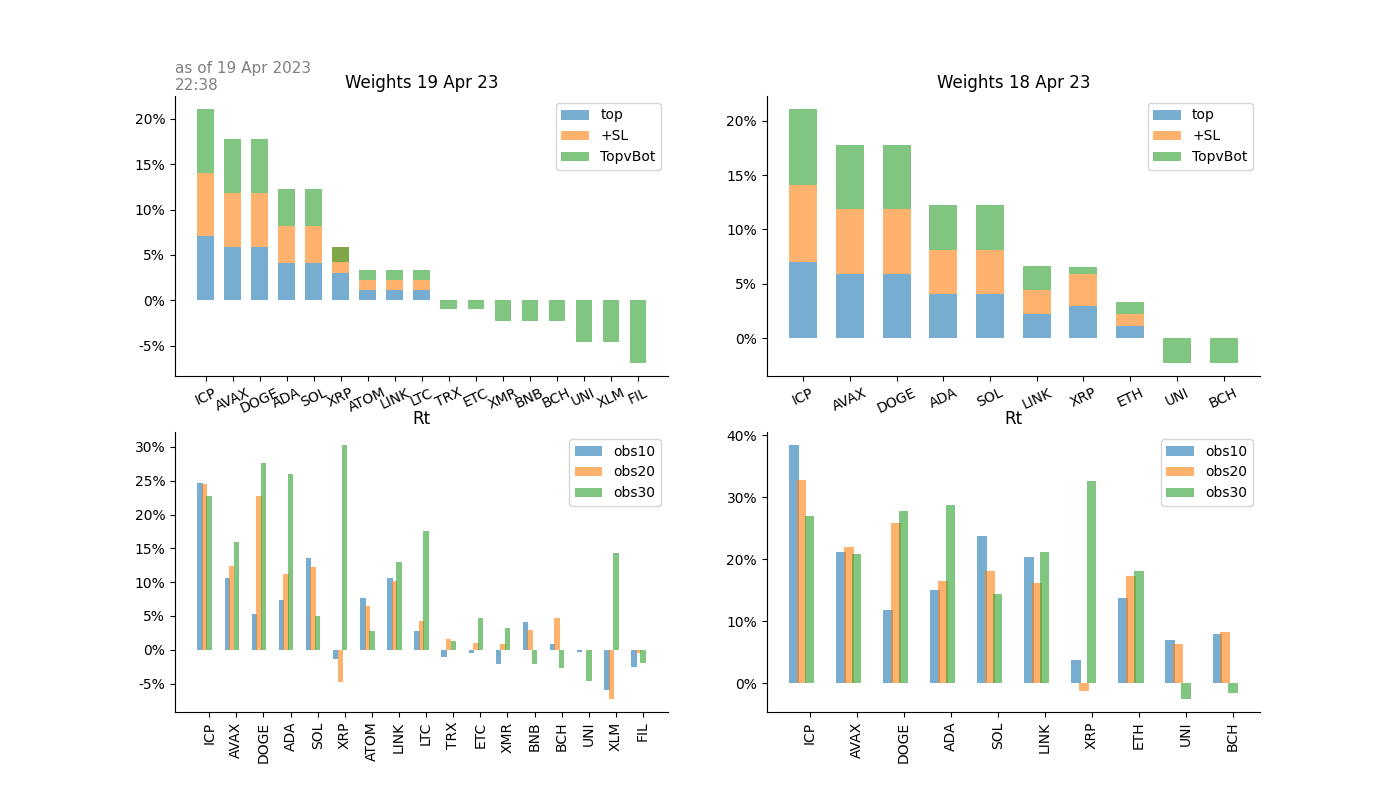 as of 19 Apr 2023
22:38
Weights 19 Apr 23
20%
15%
10%
5%
0%
-5%
top
+SL
TopvBot
ICP AVAX DOGE ADA SOL XRP ATOM LINK LTC TRX ETC XMR BNB BCH UNI XLM FIL
Weights 18 Apr 23
20%
15%
10%
5%
0%
top
+SL
TopvBot
ICP AVAX DOGE ADA SOL LINK XRP ETH UNI BCH
Rt
30%
25%
20%
15%
10%
5%
0%
-5%
obs10
obs20
obs30
ICP AVAX DOGE ADA SOL XRP ATOM LINK LTC TRX ETC XMR BNB BCH UNI XLM FIL
Rt
40%
30%
20%
10%
0%
obs10
obs20
obs30
ICP AVAX DOGE ADA SOL LINK XRP ETH UNI BCH